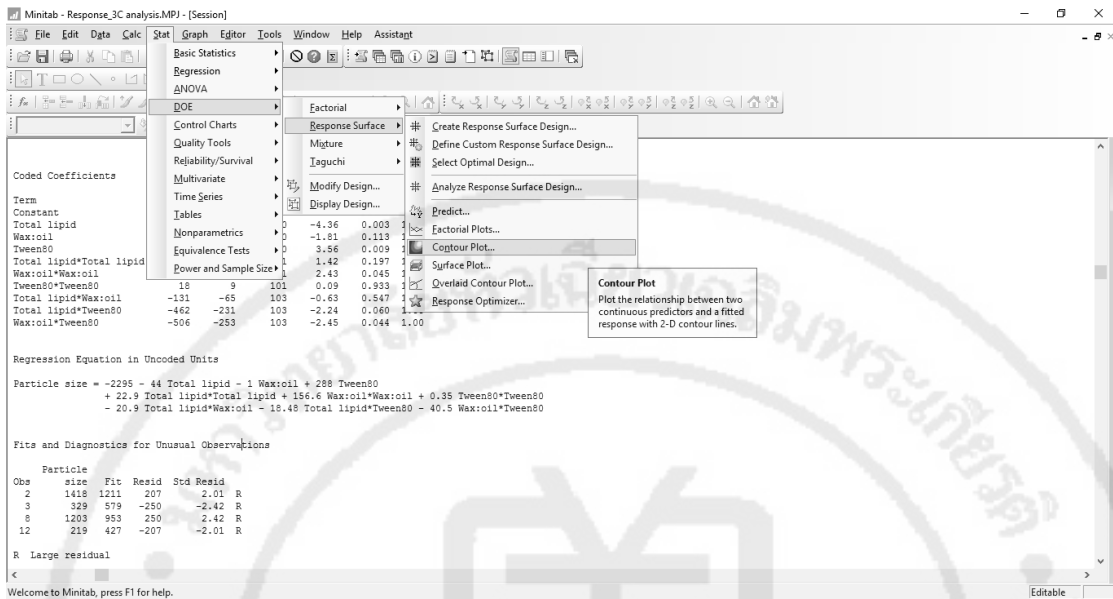 Minitab - Response_3C analysis.MPJ - [Session]
File Edit Data Calc Stat Graph Editor Tools Window Help Assistant
Basic Statistics
Regression
ANOVA
DOE
Control Charts
Quality Tools
Reliability/Survival
Multivariate
Time Series
Tables
Nonparametrics
Equivalence Tests
Power and Sample Size
Factorial
Response Surface
Mixture
Taguchi
Modify Design...
Display Design...
Create Response Surface Design...
Define Custom Response Surface Design...
Select Optimal Design...
Analyze Response Surface Design...
Predict...
Factorial Plots...
Contour Plot...
Surface Plot...
Overlaid Contour Plot...
Response Optimizer...
Contour Plot
Plot the relationship between two
continuous predictors and a fitted
response with 2-D contour lines.
Coded Coefficients
Term
Constant
Total lipid -4.36 0.003
Wax:oil -1.81 0.113
Tween80 3.56 0.009
Total lipid*Total lipid 1.42 0.197
Wax:oil*Wax:oil 2.43 0.045
Tween80*Tween80 18 9 101 0.09 0.933
Total lipid*Wax:oil -131 -65 103 -0.63 0.547
Total lipid*Tween80 -462 -231 103 -2.24 0.060 1.00
Wax:oil*Tween80 -506 -253 103 -2.45 0.044 1.00
Regression Equation in Uncoded Units
Particle size = -2295 - 44 Total lipid - 1 Wax:oil + 288 Tween80
+ 22.9 Total lipid*Total lipid + 156.6 Wax:oil*Wax:oil + 0.35 Tween80*Tween80
- 20.9 Total lipid*Wax:oil - 18.48 Total lipid*Tween80 - 40.5 Wax:oil*Tween80
Fits and Diagnostics for Unusual Observations
Particle
Obs size Fit Resid Std Resid
2 1418 1211 207 2.01 R
3 329 579 -250 -2.42 R
8 1203 953 250 2.42 R
12 219 427 -207 -2.01 R
R Large residual
Welcome to Minitab, press F1 for help.
Editable